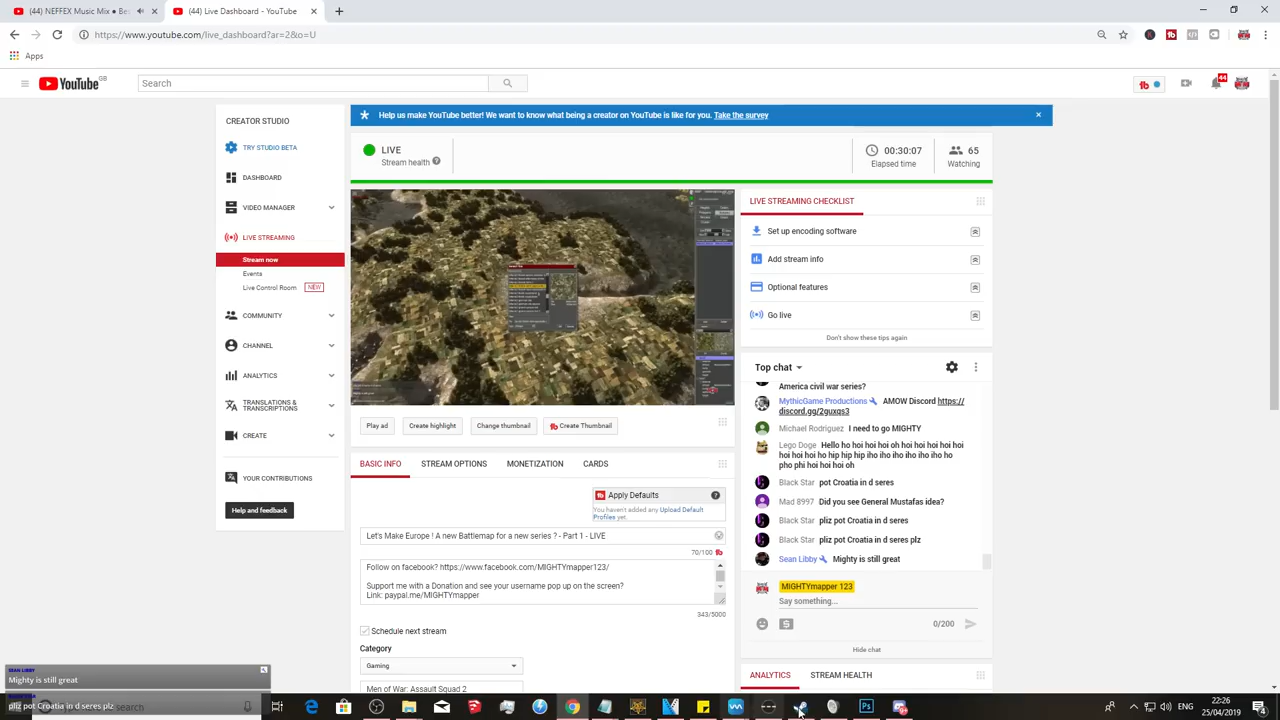 (44) NEFFEX Music Mix • Bes
(44) Live Dashboard - YouTube
https://www.youtube.com/live_dashboard?ar=2&o=U
Apps
YouTube GB
Search
44
CREATOR STUDIO
TRY STUDIO BETA
DASHBOARD
VIDEO MANAGER
LIVE STREAMING
Stream now
Events
Live Control Room NEW
COMMUNITY
CHANNEL
ANALYTICS
TRANSLATIONS &
TRANSCRIPTIONS
CREATE
YOUR CONTRIBUTIONS
Help and feedback
Help us make YouTube better! We want to know what being a creator on YouTube is like for you. Take the survey
LIVE
Stream health
00:30:07
Elapsed time
65
Watching
Play ad
Create highlight
Change thumbnail
Create Thumbnail
BASIC INFO
STREAM OPTIONS
MONETIZATION
CARDS
Apply Defaults
You haven't added any Upload Default
Profiles yet.
Let's Make Europe ! A new Battlemap for a new series ? - Part 1 - LIVE
70/100
Follow on facebook? https://www.facebook.com/MIGHTYmapper123/
Support me with a Donation and see your username pop up on the screen?
Link: paypal.me/MIGHTYmapper
343/5000
Schedule next stream
Category
Gaming
Men of War: Assault Squad 2
LIVE STREAMING CHECKLIST
Set up encoding software
Add stream info
Optional features
Go live
Don't show these tips again
Top chat
America civil war series?
MythicGame Productions AMOW Discord https://
discord.gg/2guxqs3
Michael Rodriguez I need to go MIGHTY
Lego Doge Hello ho hoi hoi hoi oh hoi hoi hoi hoi hoi
hoi hoi hoi hoi ho hip hip hip iho iho iho iho iho iho ho
pho phi hoi hoi hoi oh
Black Star pot Croatia in d seres
Mad 8997 Did you see General Mustafas idea?
Black Star pliz pot Croatia in d seres
Black Star pliz pot Croatia in d seres plz
Sean Libby Mighty is still great
MIGHTYmapper 123
Say something...
0/200
Hide chat
ANALYTICS
STREAM HEALTH
SEAN LIBBY
Mighty is still great
pliz pot Croatia in d seres plz
search
ENG
22:26
25/04/2019